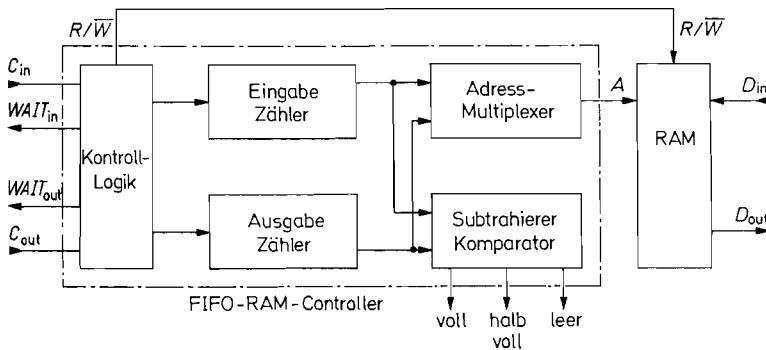 R/W̅
R/W̅
C_in
WAIT_in
Kontroll-
Logik
WAIT_out
C_out
Eingabe
Zähler
Ausgabe
Zähler
Adress-
Multiplexer
Subtrahierer
Komparator
A
RAM
D_in
D_out
FIFO-RAM-Controller
voll
halb
voll
leer